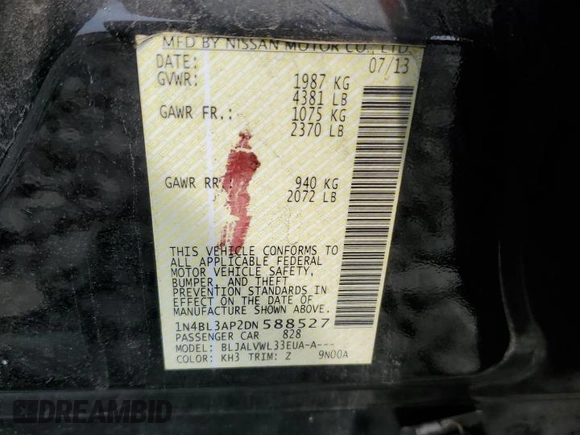 MFD BY NISSAN MOTOR CO., LTD.
DATE: 07/13
GVWR: 1987 KG
4381 LB
GAWR FR.: 1075 KG
2370 LB
GAWR RR.: 940 KG
2072 LB
THIS VEHICLE CONFORMS TO
ALL APPLICABLE FEDERAL
MOTOR VEHICLE SAFETY,
BUMPER, AND THEFT
PREVENTION STANDARDS IN
EFFECT ON THE DATE OF
MANUFACTURE SHOWN ABOVE.
1N4BL3AP2DN588527
PASSENGER CAR 828
MODEL: BLJALVWL33EUA-A---
COLOR: KH3 TRIM: Z 9N00A
DREAMBID